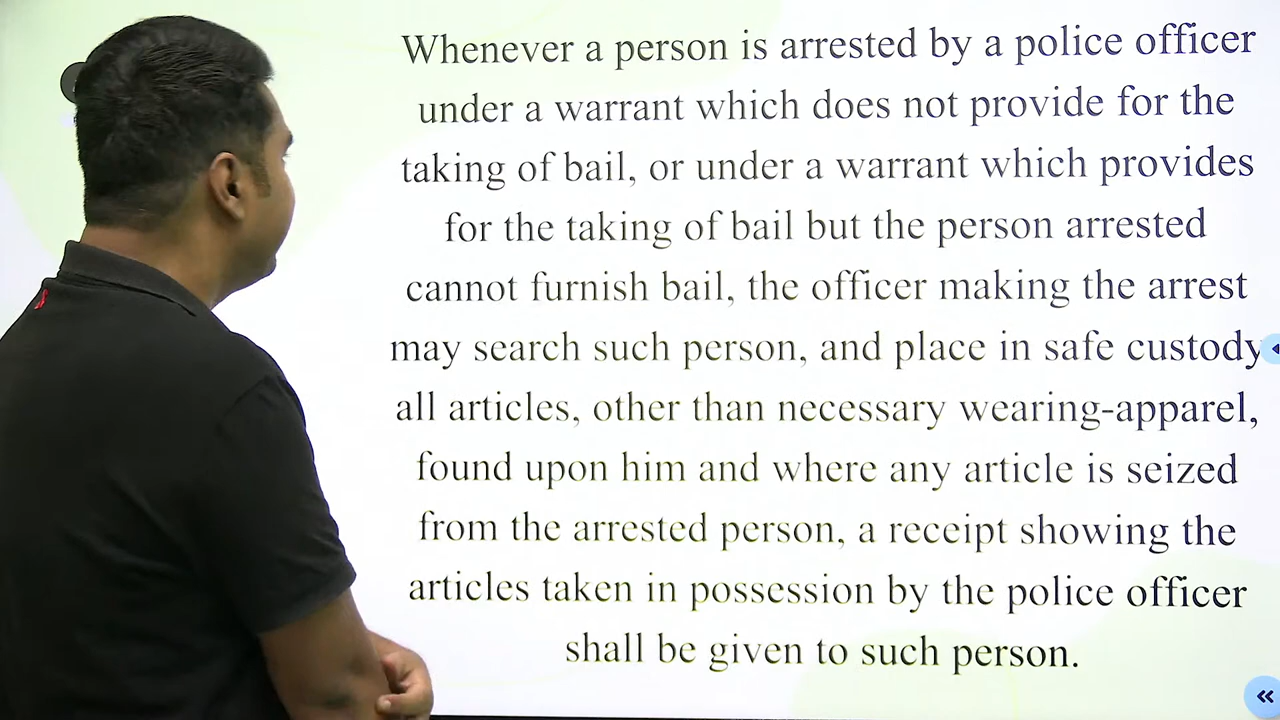 Whenever a person is arrested by a police officer
under a warrant which does not provide for the
taking of bail, or under a warrant which provides
for the taking of bail but the person arrested
cannot furnish bail, the officer making the arrest
may search such person, and place in safe custody
all articles, other than necessary wearing-apparel,
found upon him and where any article is seized
from the arrested person, a receipt showing the
articles taken in possession by the police officer
shall be given to such person.